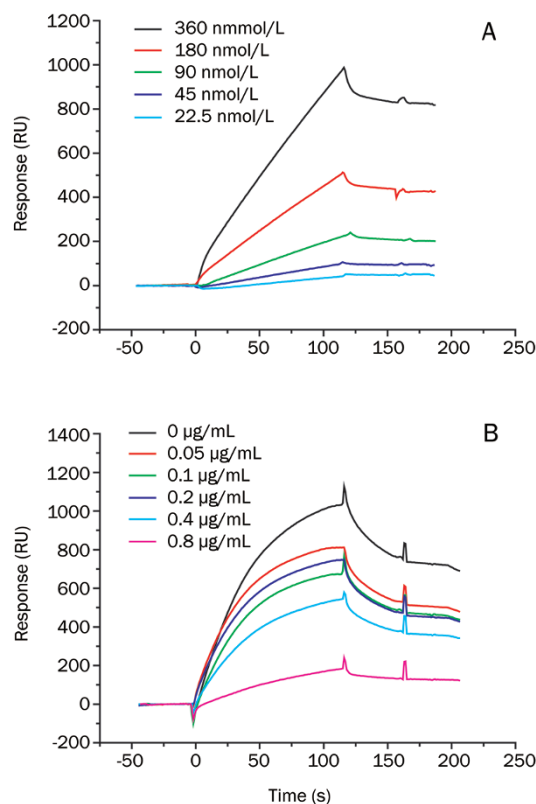 A
360 nmmol/L
180 nmol/L
90 nmol/L
45 nmol/L
22.5 nmol/L
1200
1000
800
600
400
200
0
-200
Response (RU)
-50 0 50 100 150 200 250
B
0 µg/mL
0.05 µg/mL
0.1 µg/mL
0.2 µg/mL
0.4 µg/mL
0.8 µg/mL
1400
1200
1000
800
600
400
200
0
-200
Response (RU)
-50 0 50 100 150 200 250
Time (s)